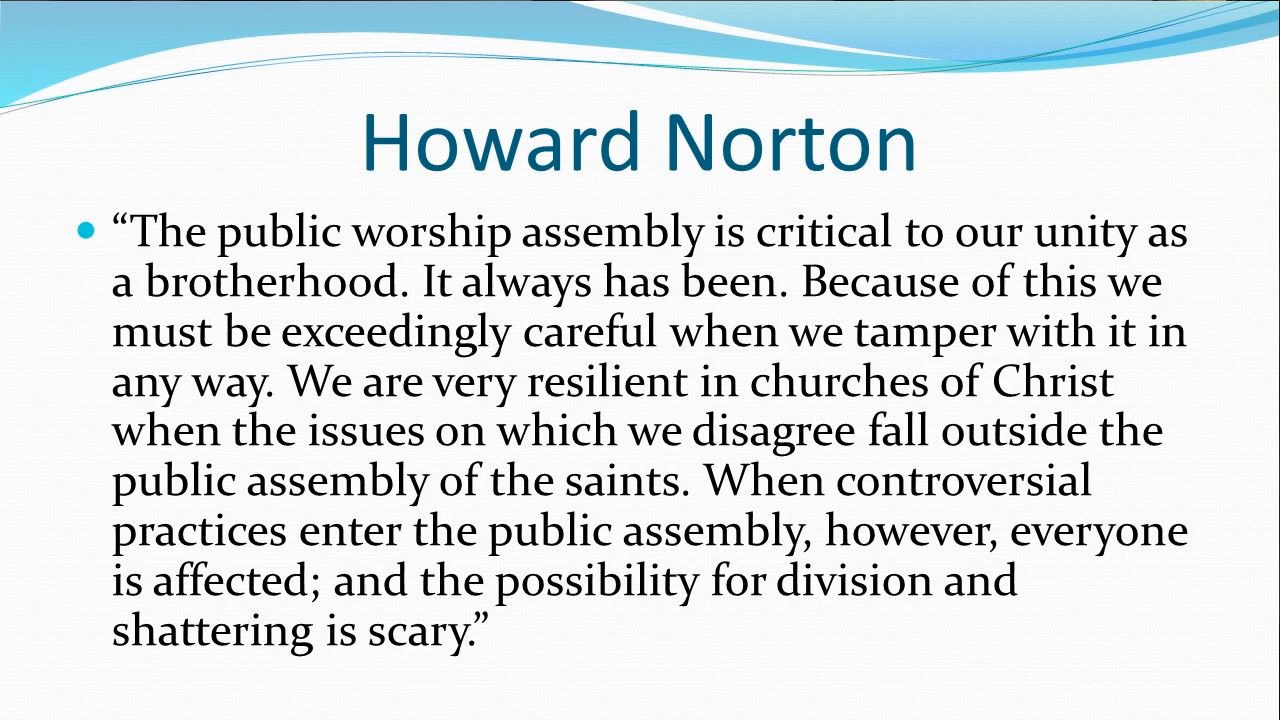 Howard Norton
• “The public worship assembly is critical to our unity as
a brotherhood. It always has been. Because of this we
must be exceedingly careful when we tamper with it in
any way. We are very resilient in churches of Christ
when the issues on which we disagree fall outside the
public assembly of the saints. When controversial
practices enter the public assembly, however, everyone
is affected; and the possibility for division and
shattering is scary.”